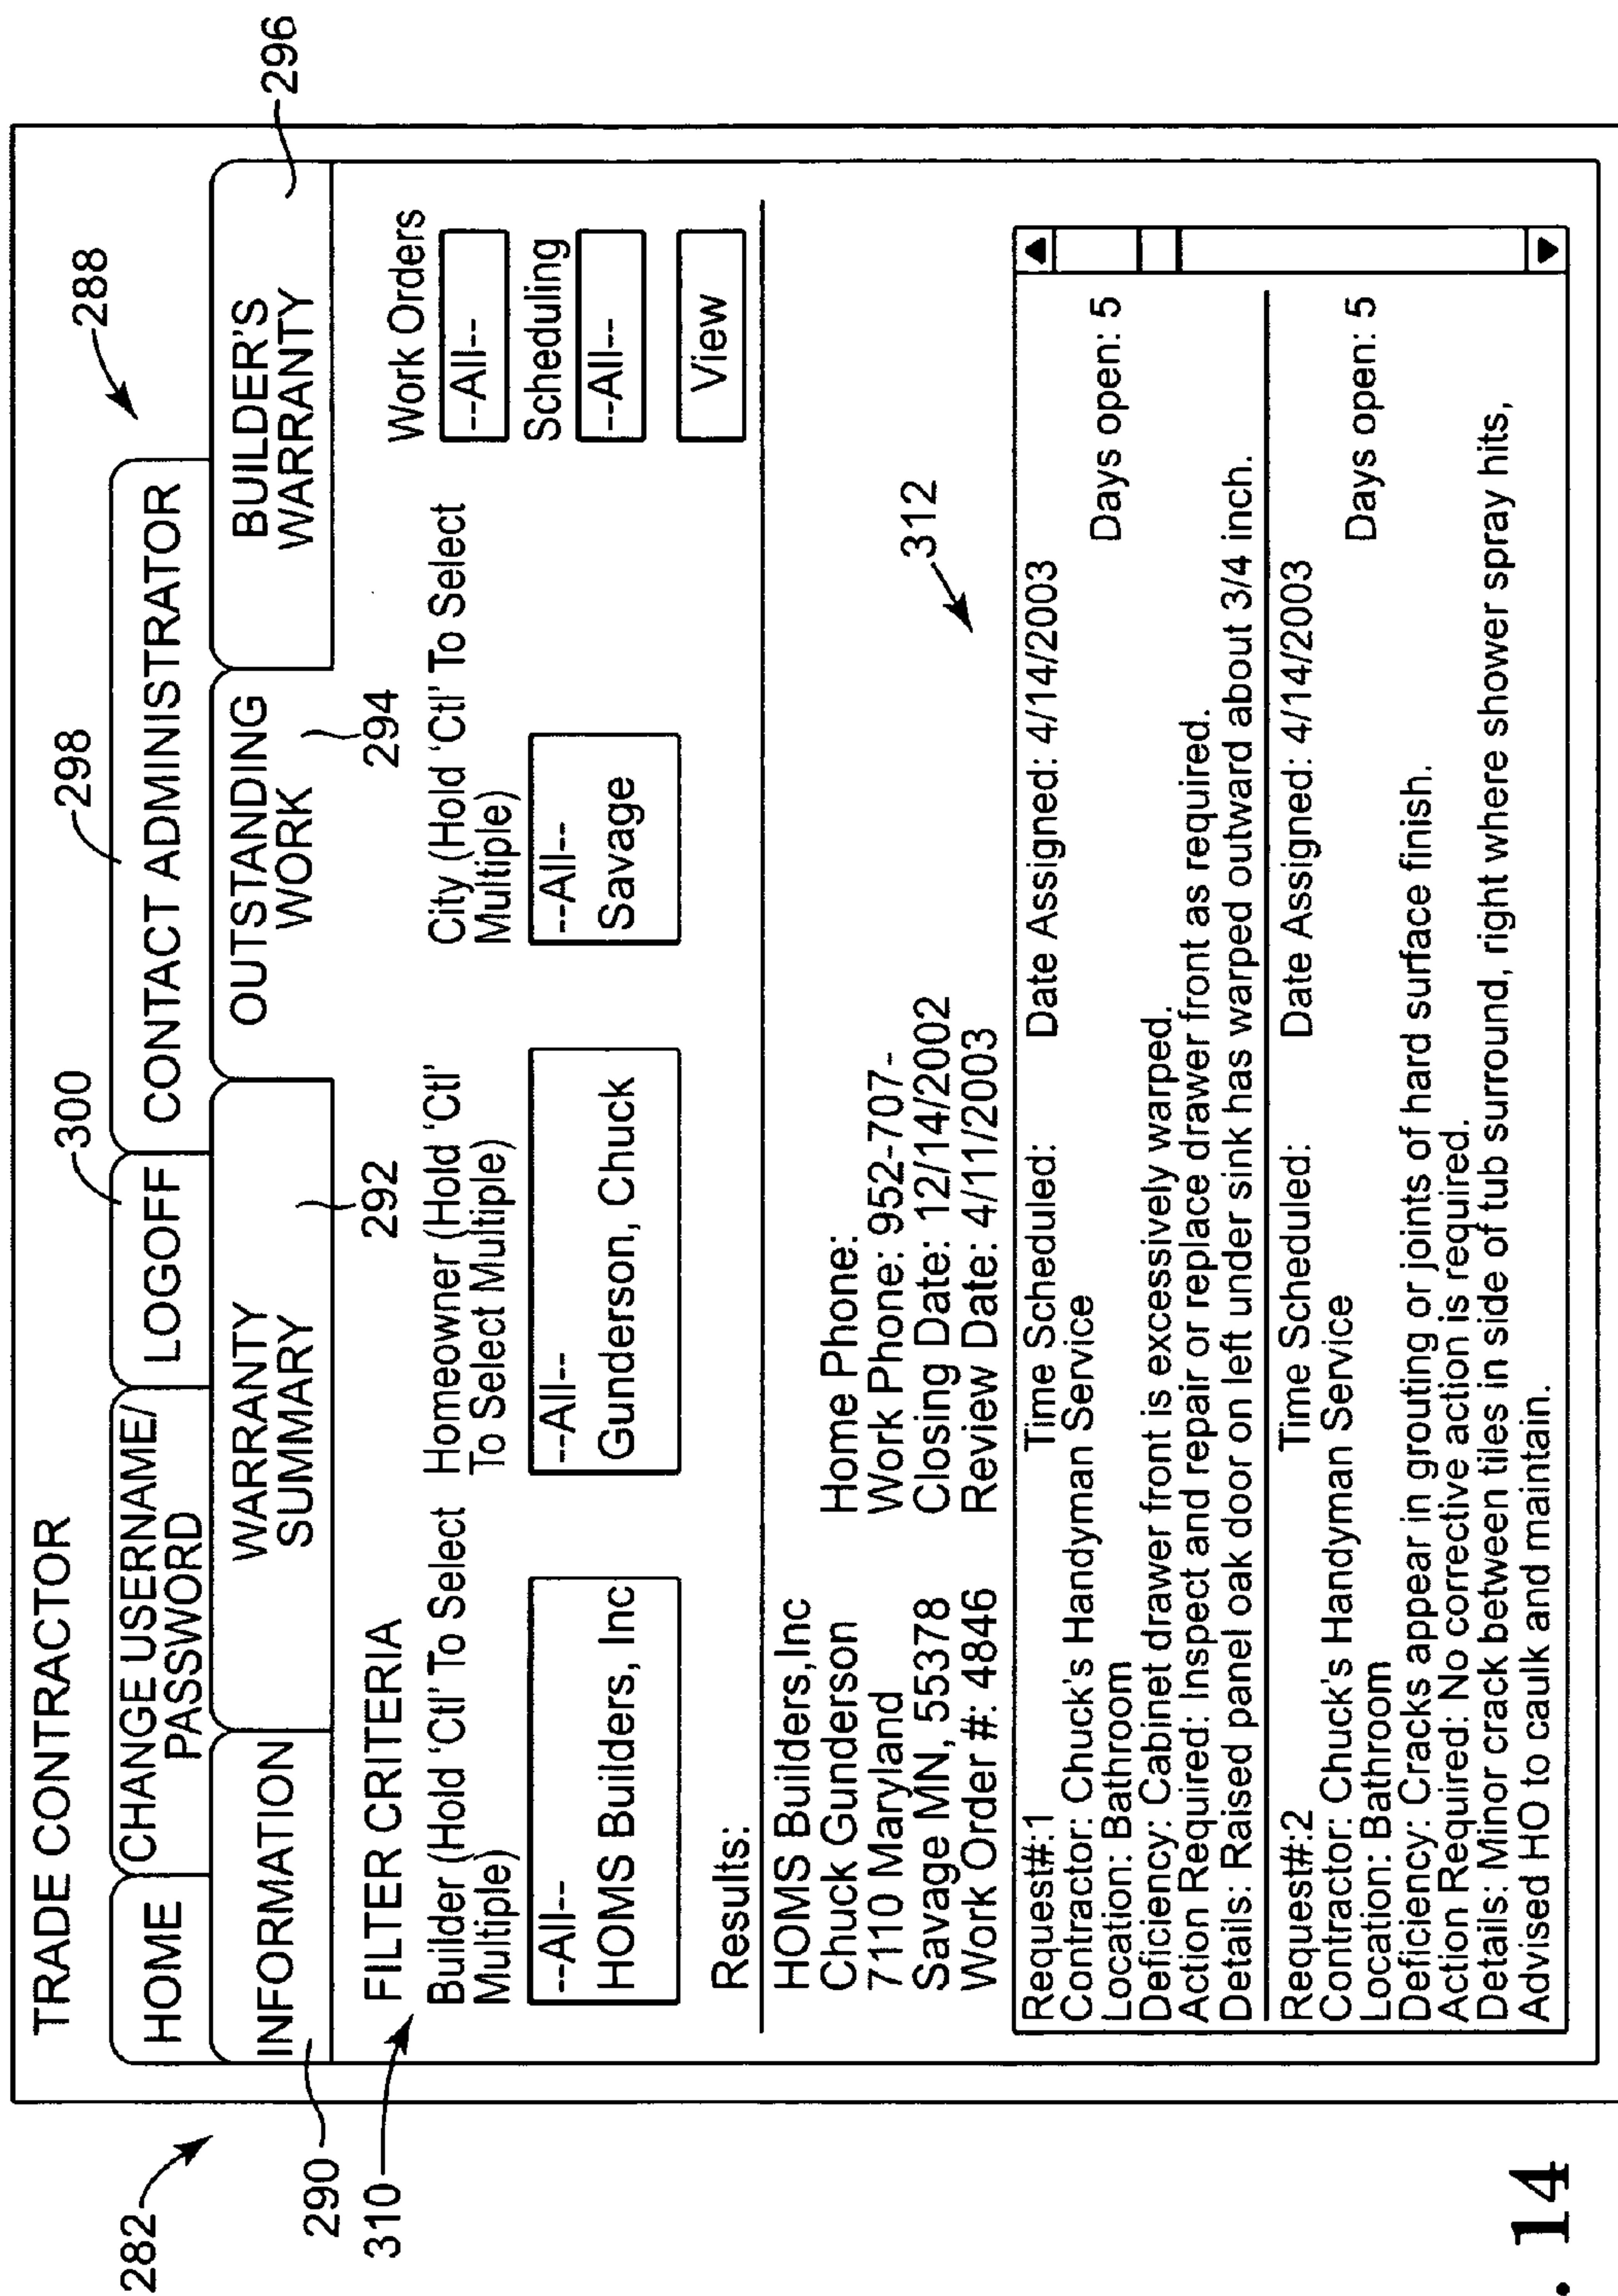 TRADE CONTRACTOR
282
288
HOME
CHANGE USERNAME/
PASSWORD
LOGOFF
300
CONTACT ADMINISTRATOR
298
INFORMATION
290
WARRANTY
SUMMARY
292
OUTSTANDING
WORK
294
BUILDER'S
WARRANTY
296
310
FILTER CRITERIA
Builder (Hold 'Ctl' To Select
Multiple)
--All--
HOMS Builders, Inc
Homeowner (Hold 'Ctl'
To Select Multiple)
--All--
Gunderson, Chuck
City (Hold 'Ctl' To Select
Multiple)
--All--
Savage
Work Orders
--All--
Scheduling
--All--
View
Results:
HOMS Builders,Inc
Chuck Gunderson
7110 Maryland
Savage MN, 55378
Work Order #: 4846
Home Phone:
Work Phone: 952-707-
Closing Date: 12/14/2002
Review Date: 4/11/2003
312
Request#:1 Time Scheduled: Date Assigned: 4/14/2003
Contractor: Chuck's Handyman Service
Location: Bathroom Days open: 5
Deficiency: Cabinet drawer front is excessively warped.
Action Required: Inspect and repair or replace drawer front as required.
Details: Raised panel oak door on left under sink has warped outward about 3/4 inch.
Request#:2 Time Scheduled: Date Assigned: 4/14/2003
Contractor: Chuck's Handyman Service
Location: Bathroom Days open: 5
Deficiency: Cracks appear in grouting or joints of hard surface finish.
Action Required: No corrective action is required.
Details: Minor crack between tiles in side of tub surround, right where shower spray hits,
Advised HO to caulk and maintain.
. 14